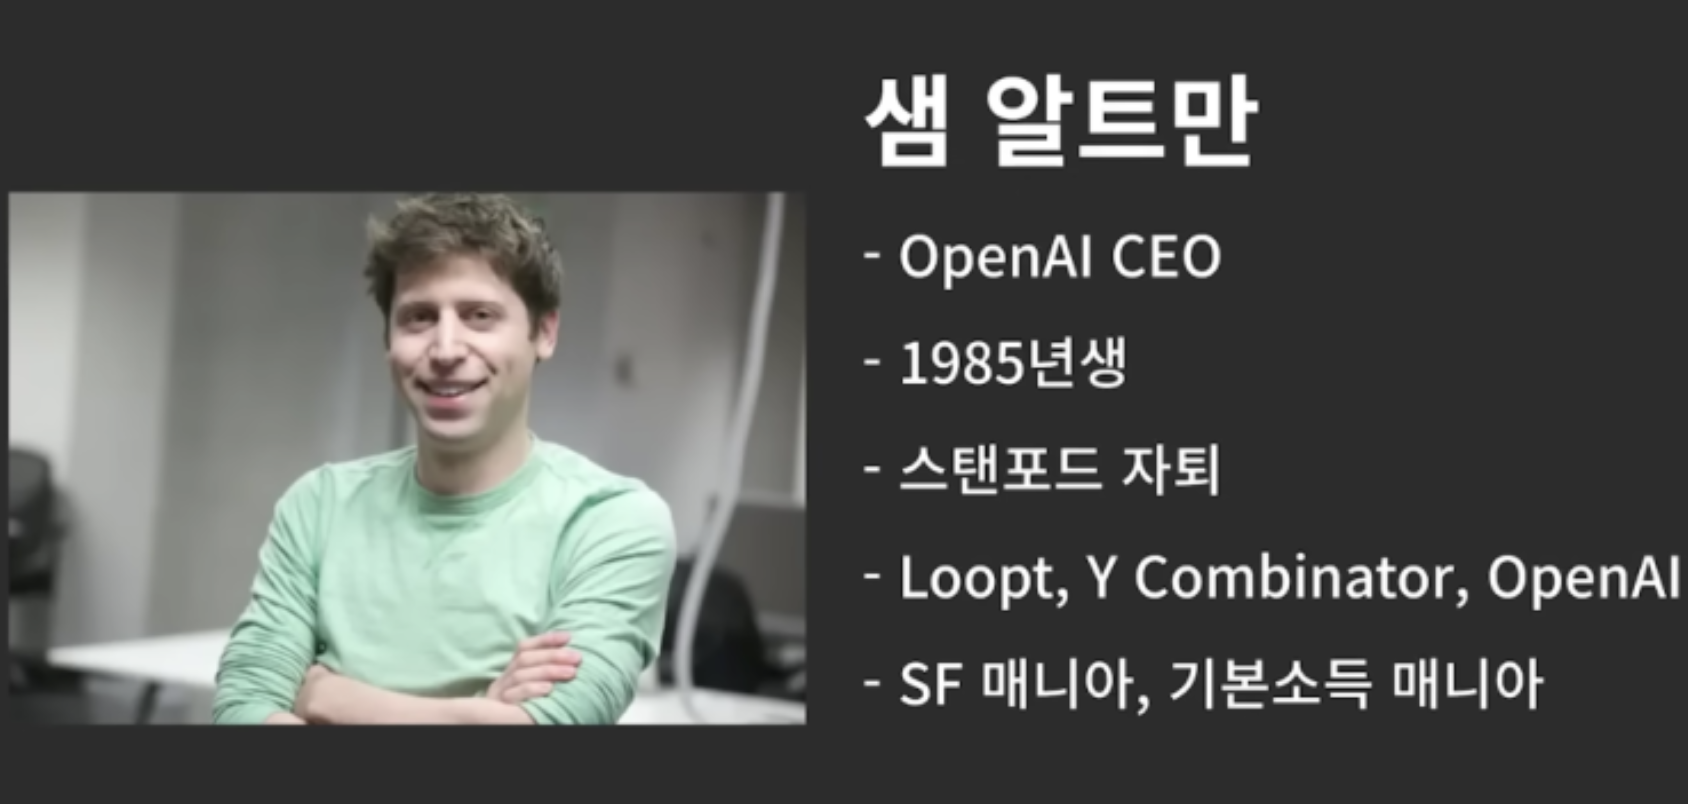 샘 알트만
- OpenAI CEO
- 1985년생
- 스탠포드 자퇴
- Loopt, Y Combinator, OpenAI
- SF 매니아, 기본소득 매니아